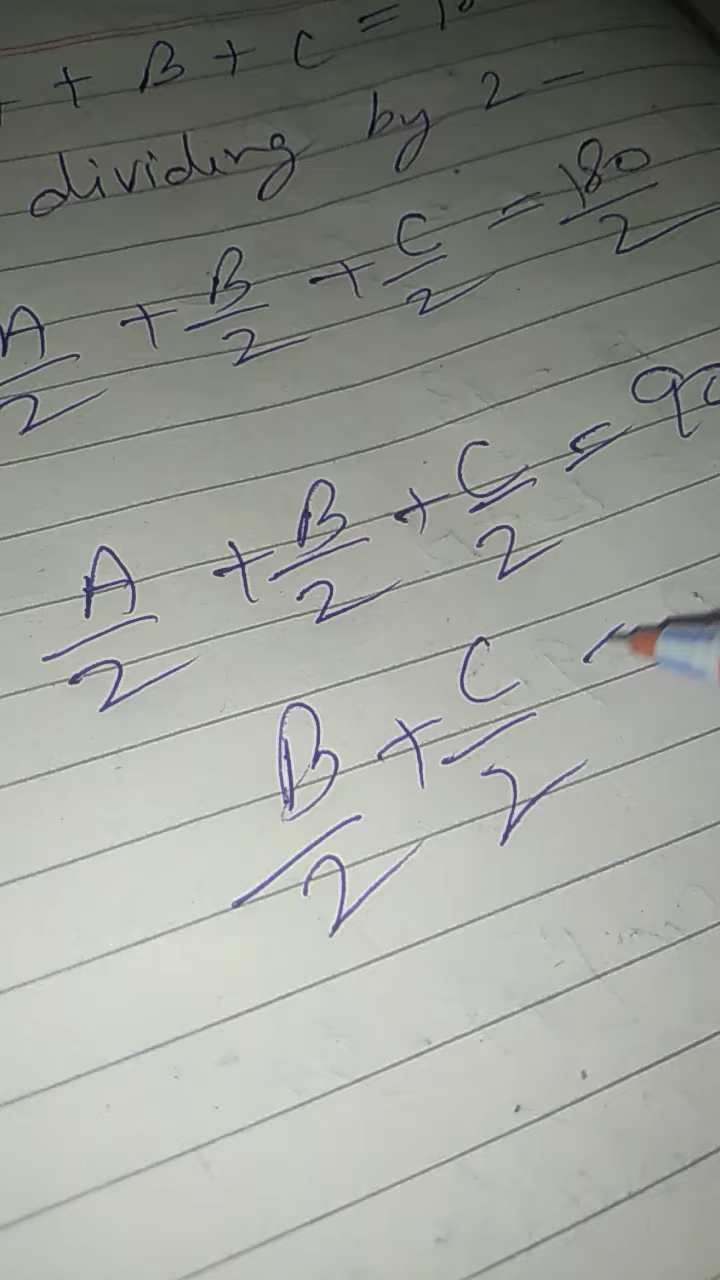 + B + C =
dividing by 2 -
A/2 + B/2 + C/2 = 180/2
A/2 + B/2 + C/2 = 90
B/2 + C/2